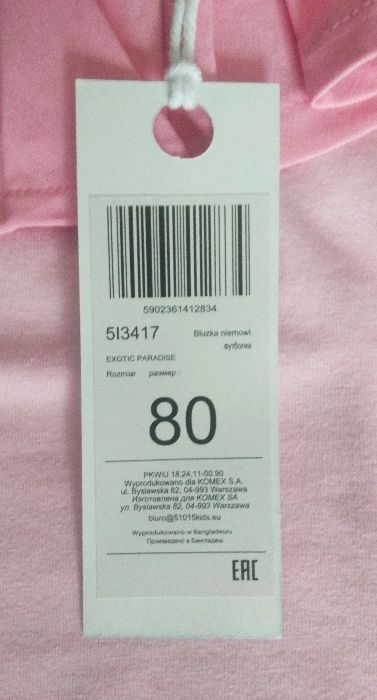 5902361412834
5I3417 Bluzka niemowl.
футболка
EXOTIC PARADISE
Rozmiar размер :
80
PKWiU 18.24.11-00.90
Wyprodukowano dla KOMEX S.A.
ul. Bysławska 82, 04-993 Warszawa
Изготовлена для KOMEX SA
ул. Bysławska 82, 04-993 Warszawa
biuro@51015kids.eu
Wyprodukowano w Bangladeszu
Произведено в Бангладеш
EAC